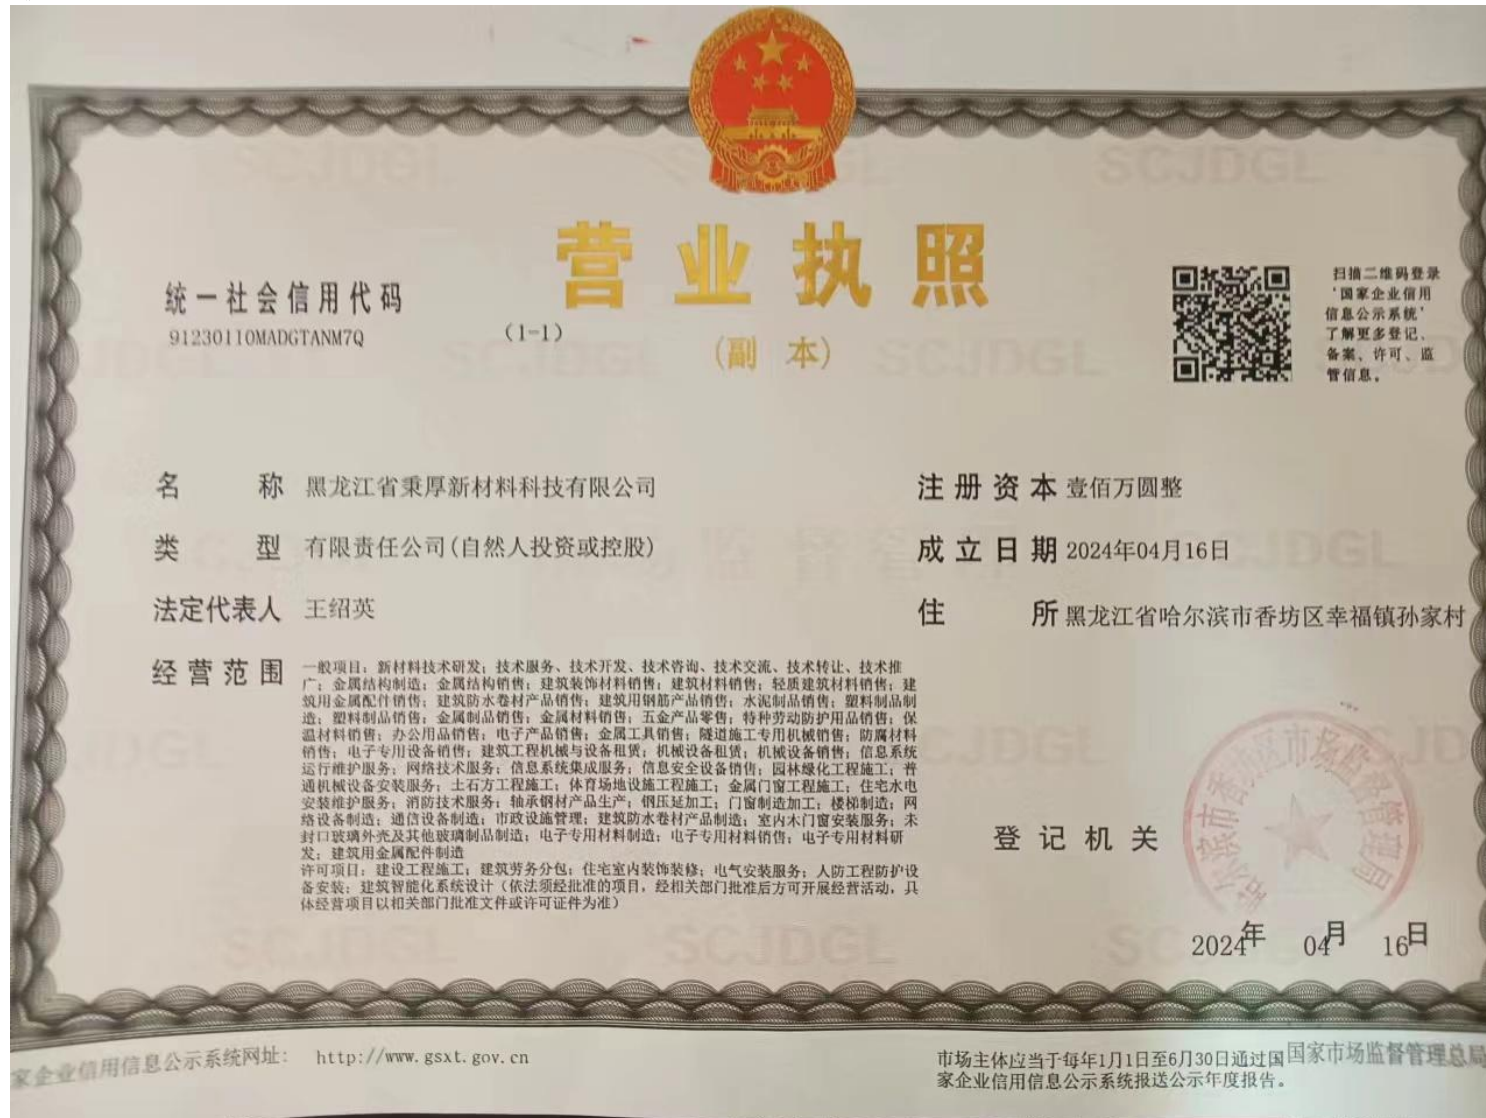 营业执照
(副 本)
(1-1)
统一社会信用代码
91230110MADGTANM7Q
扫描二维码登录
‘国家企业信用
信息公示系统’
了解更多登记、
备案、许可、监
管信息。
名 称 黑龙江省秉厚新材料科技有限公司
类 型 有限责任公司(自然人投资或控股)
法定代表人 王绍英
经营范围 一般项目：新材料技术研发；技术服务、技术开发、技术咨询、技术交流、技术转让、技术推
广；金属结构制造；金属结构销售；建筑装饰材料销售；建筑材料销售；轻质建筑材料销售；建
筑用金属配件销售；建筑防水卷材产品销售；建筑用钢筋产品销售；水泥制品销售；塑料制品制
造；塑料制品销售；金属制品销售；金属材料销售；五金产品零售；特种劳动防护用品销售；保
温材料销售；办公用品销售；电子产品销售；金属工具销售；隧道施工专用机械销售；防腐材料
销售；电子专用设备销售；建筑工程机械与设备租赁；机械设备租赁；机械设备销售；信息系统
运行维护服务；网络技术服务；信息系统集成服务；信息安全设备销售；园林绿化工程施工；普
通机械设备安装服务；土石方工程施工；体育场地设施工程施工；金属门窗工程施工；住宅水电
安装维护服务；消防技术服务；轴承钢材产品生产；钢压延加工；门窗制造加工；楼梯制造；网
络设备制造；通信设备制造；市政设施管理；建筑防水卷材产品制造；室内木门窗安装服务；未
封口玻璃外壳及其他玻璃制品制造；电子专用材料制造；电子专用材料销售；电子专用材料研
发；建筑用金属配件制造
许可项目：建设工程施工；建筑劳务分包；住宅室内装饰装修；电气安装服务；人防工程防护设
备安装；建筑智能化系统设计（依法须经批准的项目，经相关部门批准后方可开展经营活动，具
体经营项目以相关部门批准文件或许可证件为准）
注册资本 壹佰万圆整
成立日期 2024年04月16日
住 所 黑龙江省哈尔滨市香坊区幸福镇孙家村
登记机关
哈尔滨市香坊区市场监督管理局
2024年 04月 16日
家企业信用信息公示系统网址： http://www.gsxt.gov.cn
市场主体应当于每年1月1日至6月30日通过国
家企业信用信息公示系统报送公示年度报告。
国家市场监督管理总局
SCJDGL